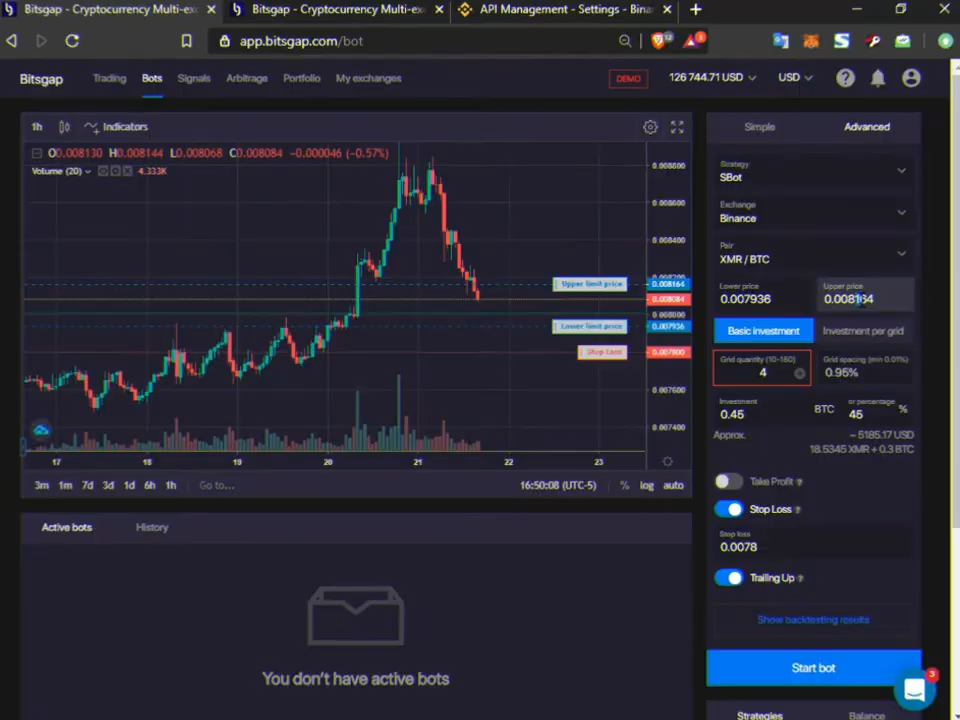 Bitsgap - Cryptocurrency Multi-ex
Bitsgap - Cryptocurrency Multi-ex
API Management - Settings - Bina
app.bitsgap.com/bot
Bitsgap
Trading
Bots
Signals
Arbitrage
Portfolio
My exchanges
DEMO
126 744.71 USD
USD
1h
Indicators
O0.008130 H0.008144 L0.008068 C0.008084 −0.000046 (−0.57%)
Volume (20) 4.333K
0.008800
0.008600
0.008400
Upper limit price
0.008164
0.008084
0.008000
Lower limit price
0.007936
Stop Loss
0.007800
0.007600
0.007400
17 18 19 20 21 22 23
3m 1m 7d 3d 1d 6h 1h Go to...
16:50:08 (UTC-5) % log auto
Active bots
History
You don't have active bots
Simple
Advanced
Strategy
SBot
Exchange
Binance
Pair
XMR / BTC
Lower price
0.007936
Upper price
0.008164
Basic investment
Investment per grid
Grid quantity (10-180)
4
Grid spacing (min 0.01%)
0.95%
Investment
0.45 BTC
or percentage
45 %
Approx.
~ 5185.17 USD
18.5345 XMR + 0.3 BTC
Take Profit ?
Stop Loss ?
Stop loss
0.0078
Trailing Up ?
Show backtesting results
Start bot
3
Strategies
Balance